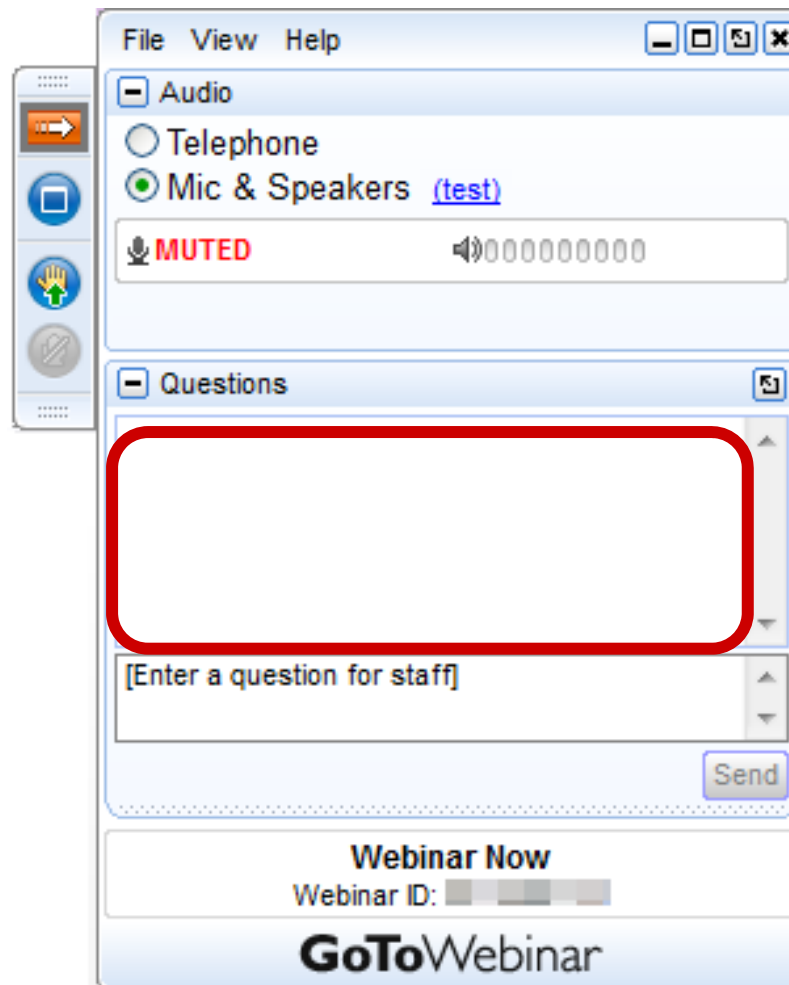 File View Help
Audio
Telephone
Mic & Speakers (test)
MUTED
Questions
[Enter a question for staff]
Send
Webinar Now
Webinar ID:
GoToWebinar